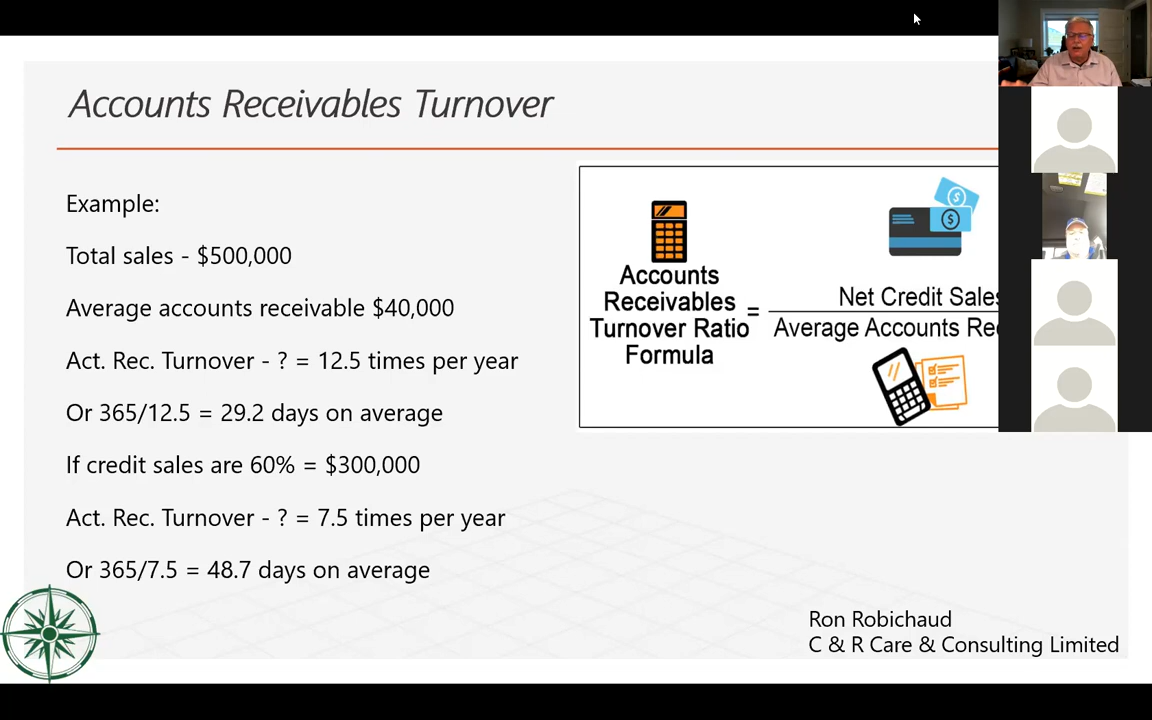 Accounts Receivables Turnover
Example:
Total sales - $500,000
Average accounts receivable $40,000
Act. Rec. Turnover - ? = 12.5 times per year
Or 365/12.5 = 29.2 days on average
If credit sales are 60% = $300,000
Act. Rec. Turnover - ? = 7.5 times per year
Or 365/7.5 = 48.7 days on average
Accounts
Receivables
Turnover Ratio
Formula
=
Net Credit Sales
Average Accounts Rec
Ron Robichaud
C & R Care & Consulting Limited